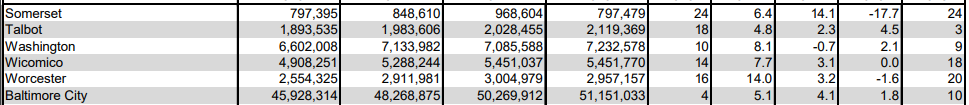 Somerset 797,395 848,610 968,604 797,479 24 6.4 14.1 -17.7 24
Talbot 1,893,535 1,983,606 2,028,455 2,119,369 18 4.8 2.3 4.5 3
Washington 6,602,008 7,133,982 7,085,588 7,232,578 10 8.1 -0.7 2.1 9
Wicomico 4,908,251 5,288,244 5,451,037 5,451,770 14 7.7 3.1 0.0 18
Worcester 2,554,325 2,911,981 3,004,979 2,957,157 16 14.0 3.2 -1.6 20
Baltimore City 45,928,314 48,268,875 50,269,912 51,151,033 4 5.1 4.1 1.8 10